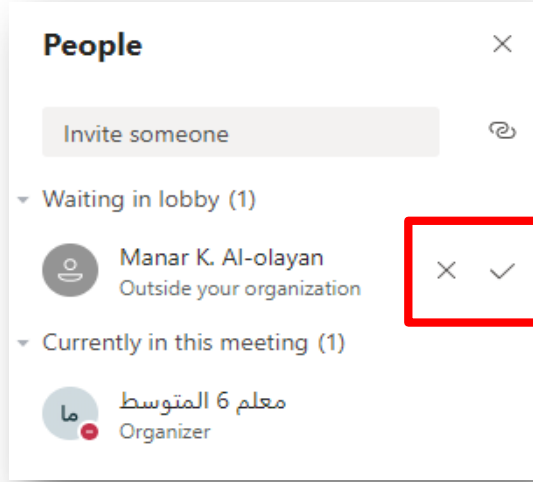 People
Invite someone
Waiting in lobby (1)
Manar K. Al-olayan
Outside your organization
Currently in this meeting (1)
معلم 6 المتوسط
ما
Organizer